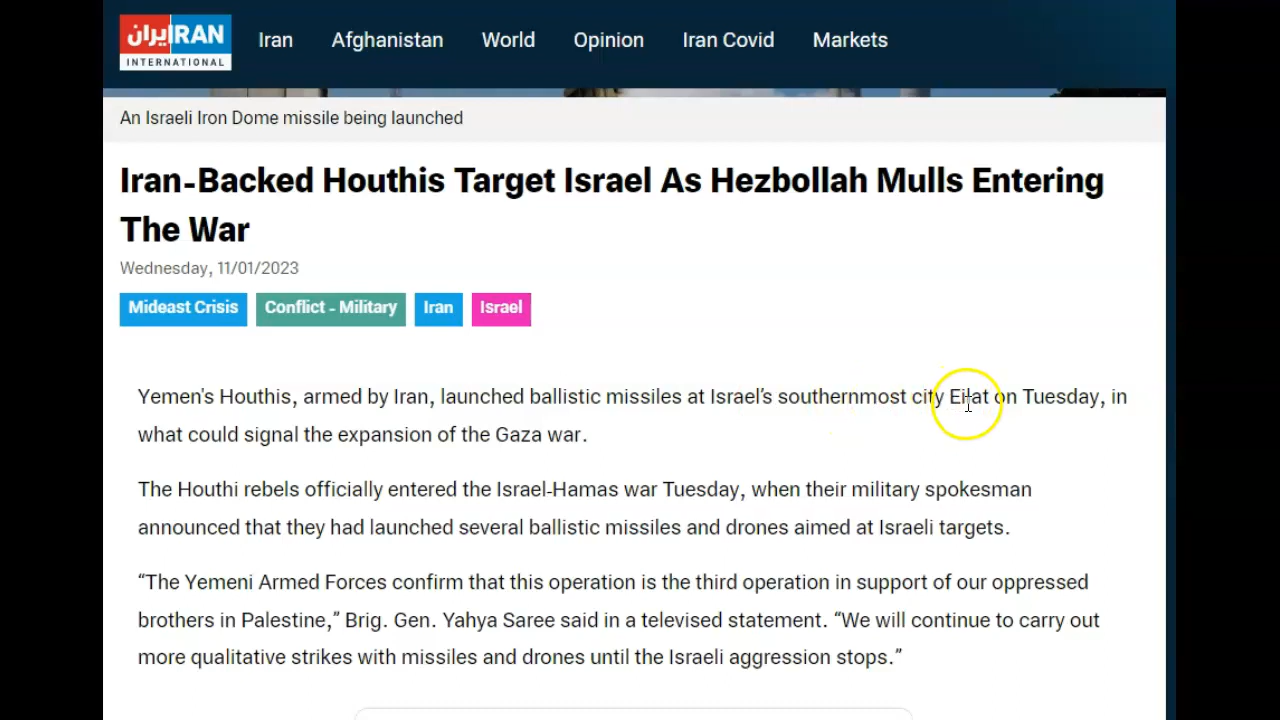 ایران IRAN
INTERNATIONAL
Iran Afghanistan World Opinion Iran Covid Markets
An Israeli Iron Dome missile being launched
Iran-Backed Houthis Target Israel As Hezbollah Mulls Entering
The War
Wednesday, 11/01/2023
Mideast Crisis Conflict - Military Iran Israel
Yemen's Houthis, armed by Iran, launched ballistic missiles at Israel’s southernmost city Eilat on Tuesday, in
what could signal the expansion of the Gaza war.
The Houthi rebels officially entered the Israel-Hamas war Tuesday, when their military spokesman
announced that they had launched several ballistic missiles and drones aimed at Israeli targets.
“The Yemeni Armed Forces confirm that this operation is the third operation in support of our oppressed
brothers in Palestine,” Brig. Gen. Yahya Saree said in a televised statement. “We will continue to carry out
more qualitative strikes with missiles and drones until the Israeli aggression stops.”